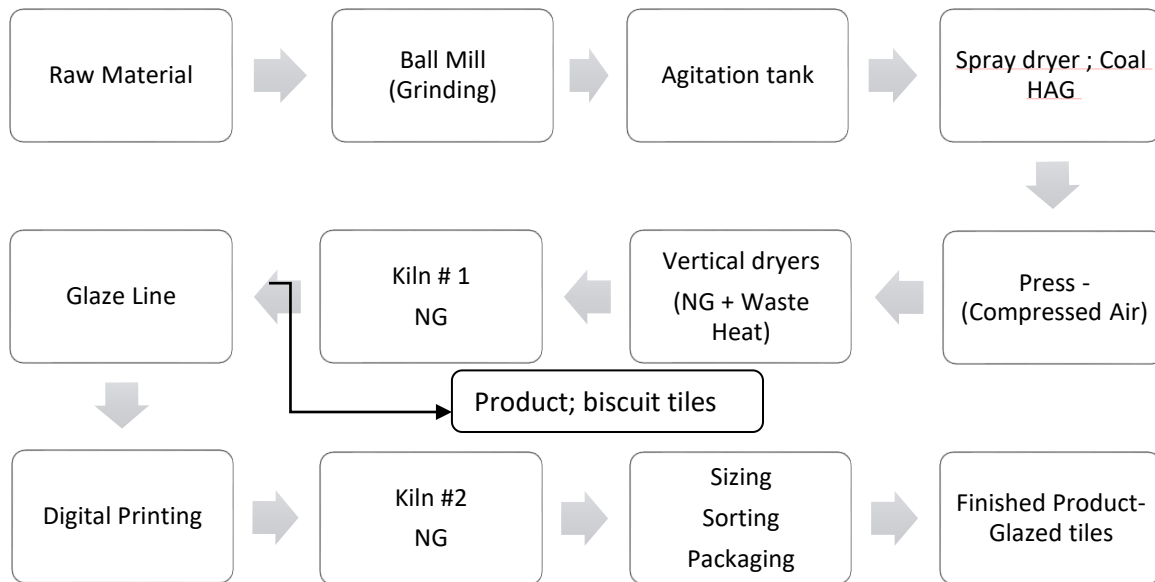 Raw Material
Ball Mill
(Grinding)
Agitation tank
Spray dryer ; Coal
HAG
Press -
(Compressed Air)
Vertical dryers
(NG + Waste
Heat)
Kiln # 1
NG
Glaze Line
Product; biscuit tiles
Digital Printing
Kiln #2
NG
Sizing
Sorting
Packaging
Finished Product-
Glazed tiles